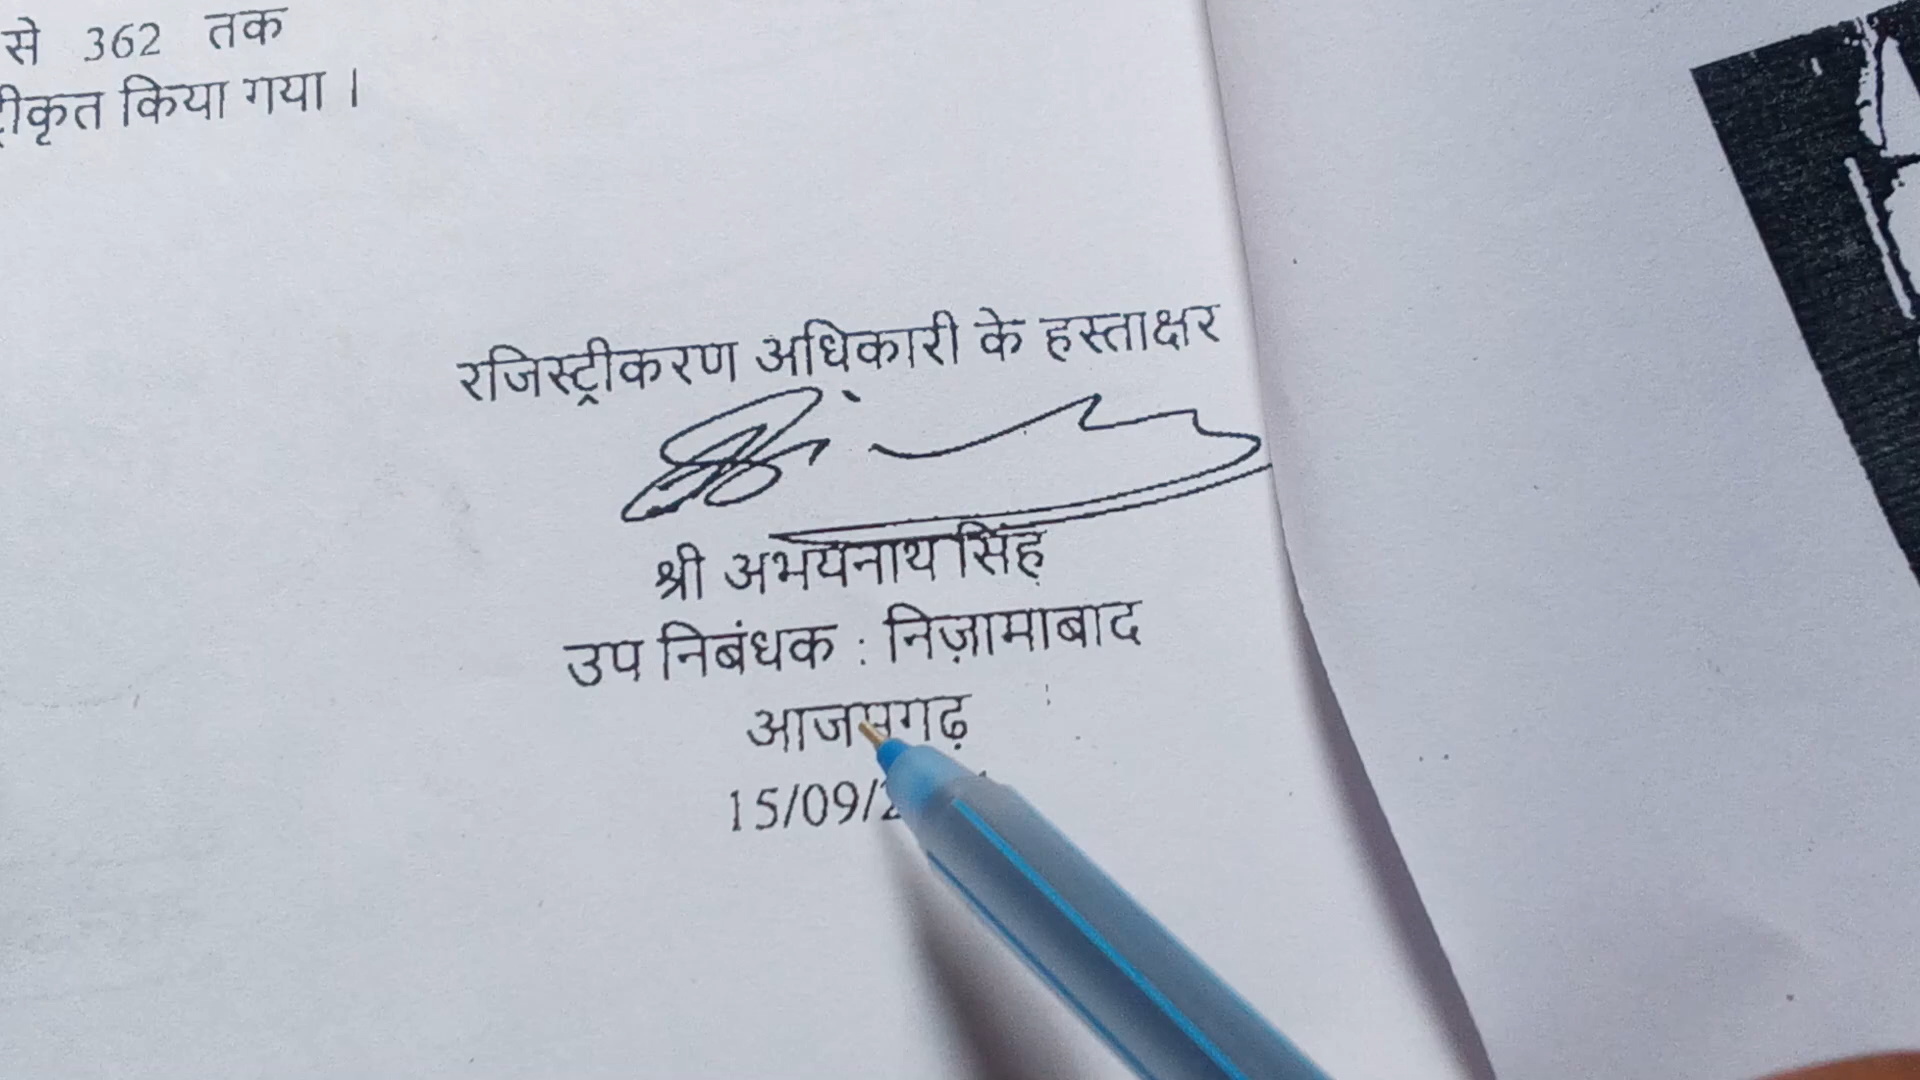 से 362 तक
किया गया ।
रजिस्ट्रीकरण अधिकारी के हस्ताक्षर
श्री अभयनाथ सिंह
उप निबंधक : निज़ामाबाद
आजमगढ़
15/09/